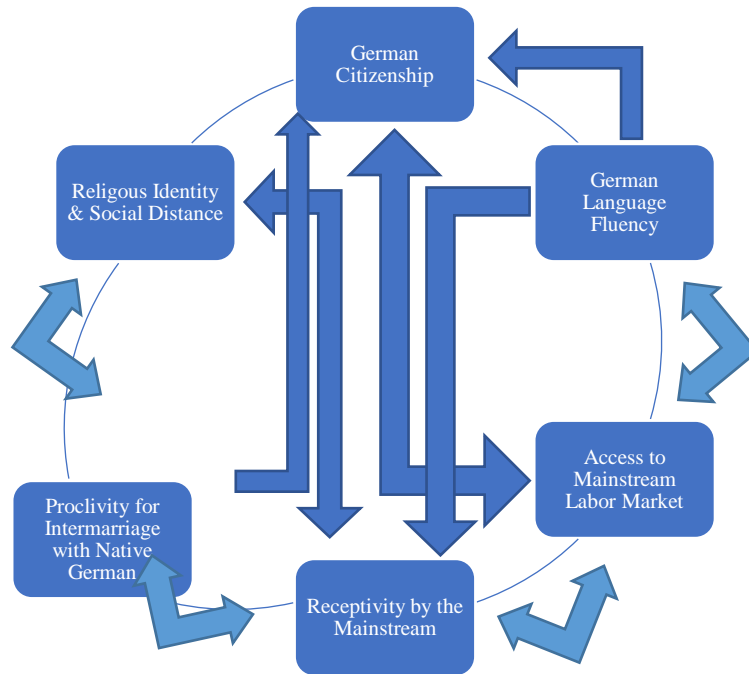 German
Citizenship
Religous Identity
& Social Distance
German
Language
Fluency
Access to
Mainstream
Labor Market
Proclivity for
Intermarriage
with Native
German
Receptivity by the
Mainstream